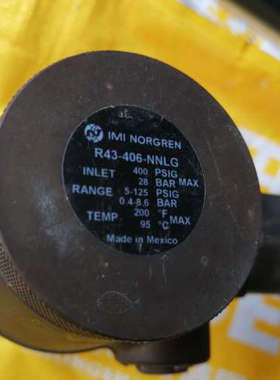 IMI NORGREN
R43-406-NNLG
INLET 400 PSIG
28 BAR MAX
RANGE 5-125 PSIG
0.4-8.6 BAR
TEMP. 200 °F MAX
95 °C
Made in Mexico